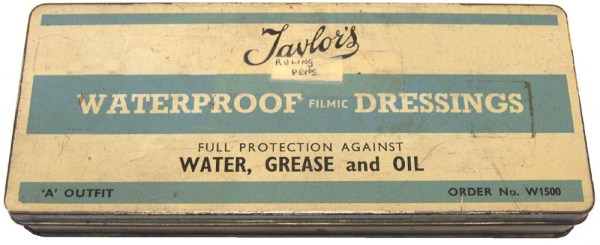 Taylor's
RULING
PENS
WATERPROOF FILMIC DRESSINGS
FULL PROTECTION AGAINST
WATER, GREASE and OIL
'A' OUTFIT ORDER No. W1500